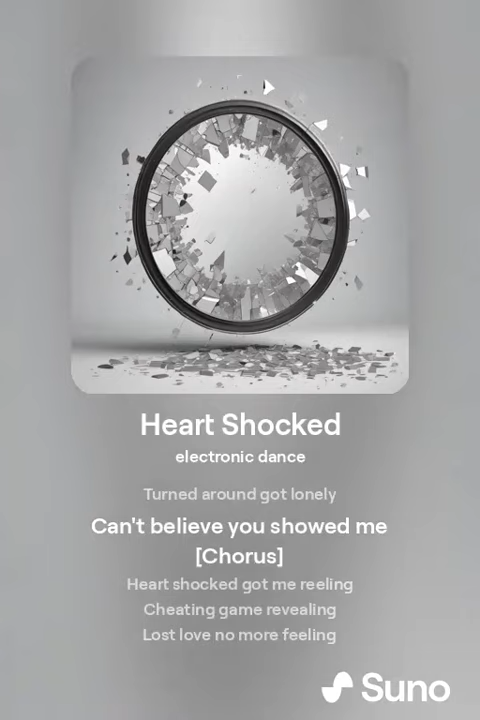 Heart Shocked
electronic dance
Turned around got lonely
Can't believe you showed me
[Chorus]
Heart shocked got me reeling
Cheating game revealing
Lost love no more feeling
Suno